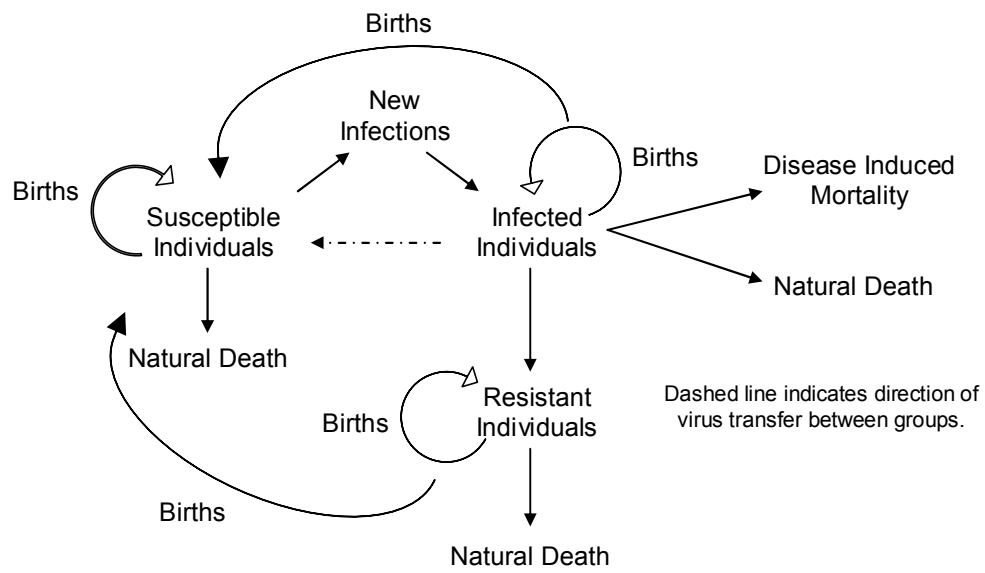 Births
New
Infections
Births
Disease Induced
Mortality
Births
Susceptible
Individuals
Infected
Individuals
Natural Death
Natural Death
Resistant
Individuals
Births
Dashed line indicates direction of
virus transfer between groups.
Births
Natural Death